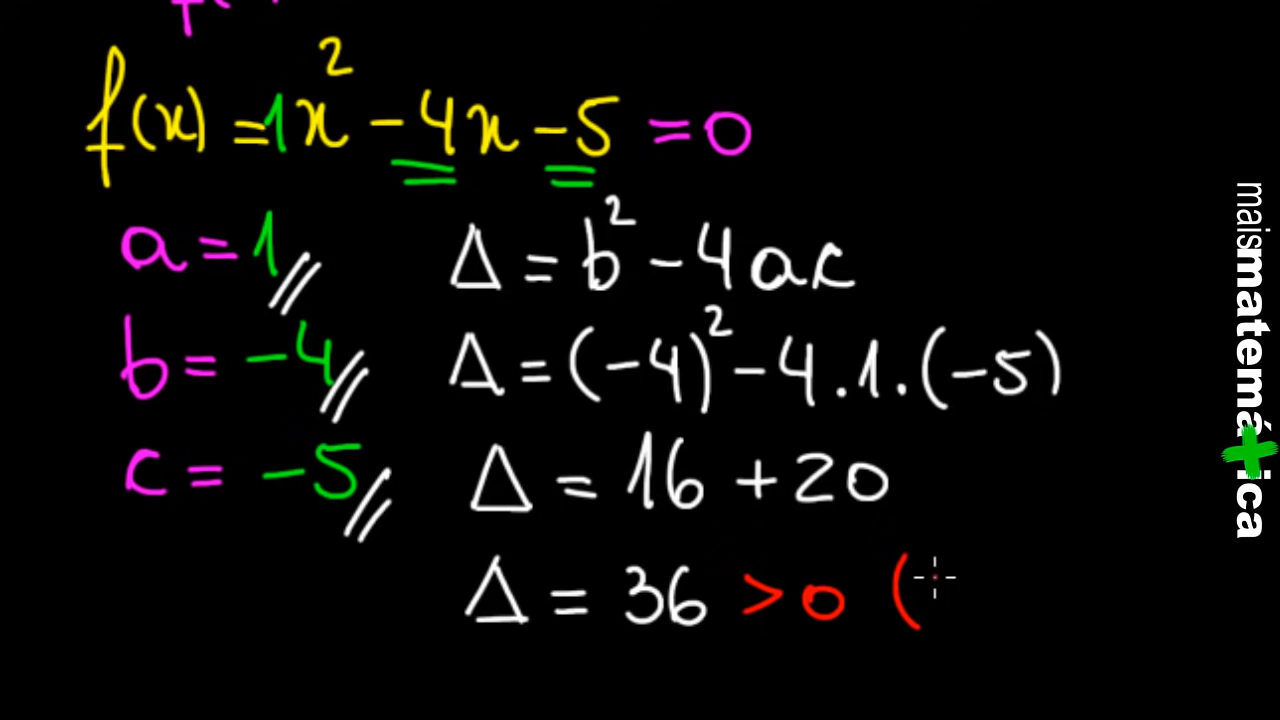 f(x) = 1x² - 4x - 5 = 0
a = 1 Δ = b² - 4ac
b = -4 Δ = (-4)² - 4.1.(-5)
c = -5 Δ = 16 + 20
Δ = 36 > 0 (
maismatemática